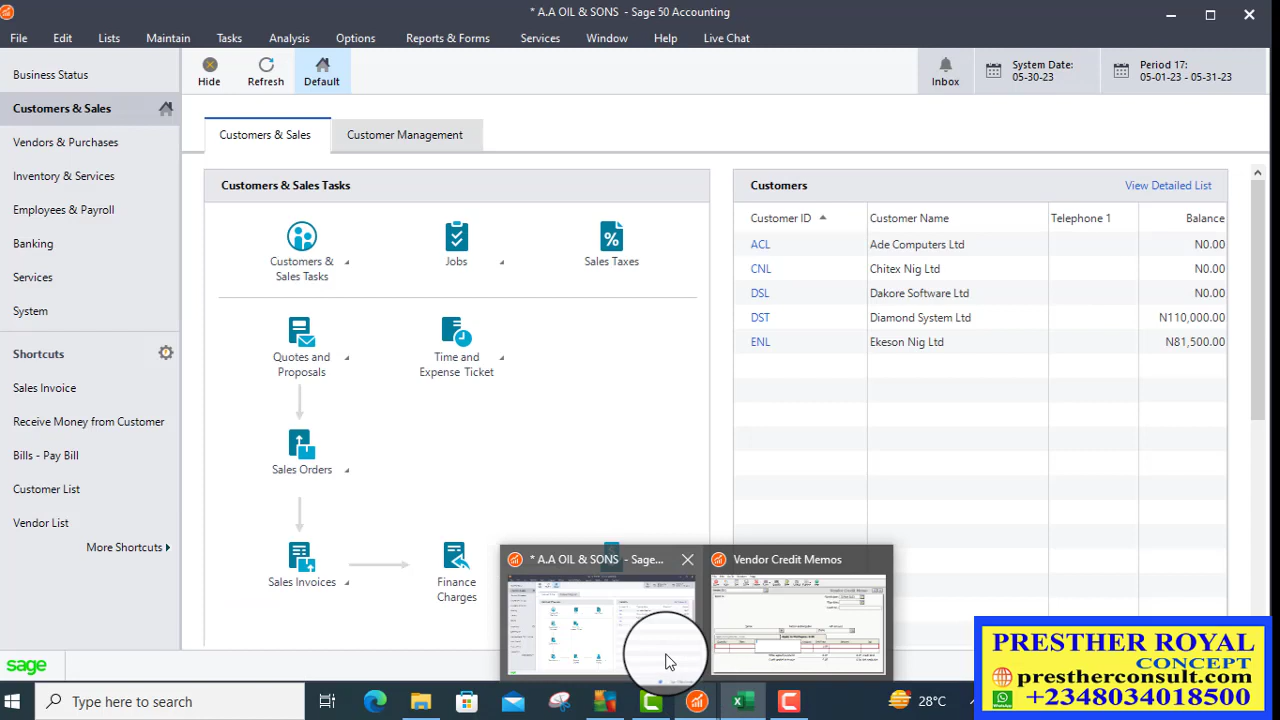 * A.A OIL & SONS - Sage 50 Accounting
File Edit Lists Maintain Tasks Analysis Options Reports & Forms Services Window Help Live Chat
Business Status
Customers & Sales
Vendors & Purchases
Inventory & Services
Employees & Payroll
Banking
Services
System
Shortcuts
Sales Invoice
Receive Money from Customer
Bills - Pay Bill
Customer List
Vendor List
More Shortcuts
sage
Hide Refresh Default
Inbox
System Date:
05-30-23
Period 17:
05-01-23 - 05-31-23
Customers & Sales Customer Management
Customers & Sales Tasks
Customers &
Sales Tasks
Jobs
Sales Taxes
Quotes and
Proposals
Time and
Expense Ticket
Sales Orders
Sales Invoices
Finance
Charges
Customers View Detailed List
Customer ID Customer Name Telephone 1 Balance
ACL Ade Computers Ltd N0.00
CNL Chitex Nig Ltd N0.00
DSL Dakore Software Ltd N0.00
DST Diamond System Ltd N110,000.00
ENL Ekeson Nig Ltd N81,500.00
* A.A OIL & SONS - Sage...
Vendor Credit Memos
PRESTHER ROYAL
CONCEPT
prestherconsult.com
+2348034018500
Type here to search
28°C